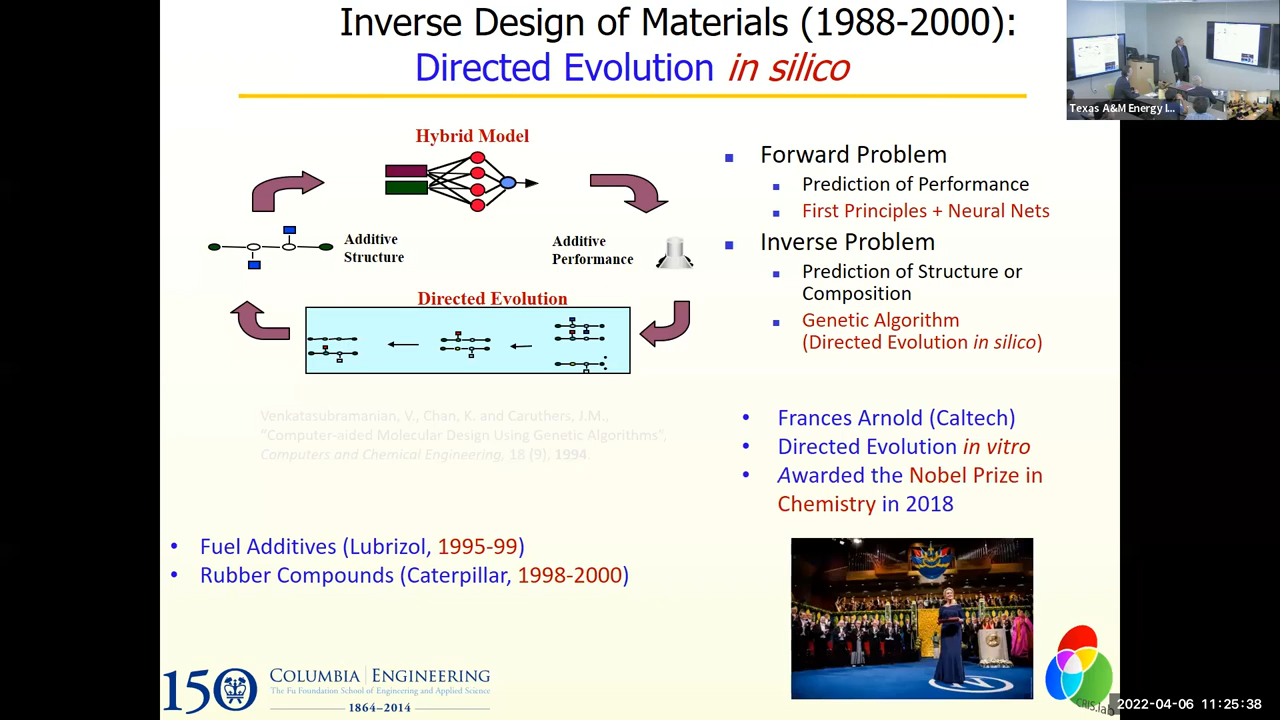 Inverse Design of Materials (1988-2000):
Directed Evolution in silico
Texas A&M Energy I...
Hybrid Model
Additive
Structure
Additive
Performance
Directed Evolution
Forward Problem
Prediction of Performance
First Principles + Neural Nets
Inverse Problem
Prediction of Structure or
Composition
Genetic Algorithm
(Directed Evolution in silico)
Venkatasubramanian, V., Chan, K. and Caruthers, J.M.,
"Computer-aided Molecular Design Using Genetic Algorithms",
Computers and Chemical Engineering, 18 (9), 1994.
• Frances Arnold (Caltech)
• Directed Evolution in vitro
• Awarded the Nobel Prize in
Chemistry in 2018
• Fuel Additives (Lubrizol, 1995-99)
• Rubber Compounds (Caterpillar, 1998-2000)
150
COLUMBIA | ENGINEERING
The Fu Foundation School of Engineering and Applied Science
1864–2014
CRIS.lab
2022-04-06 11:25:38